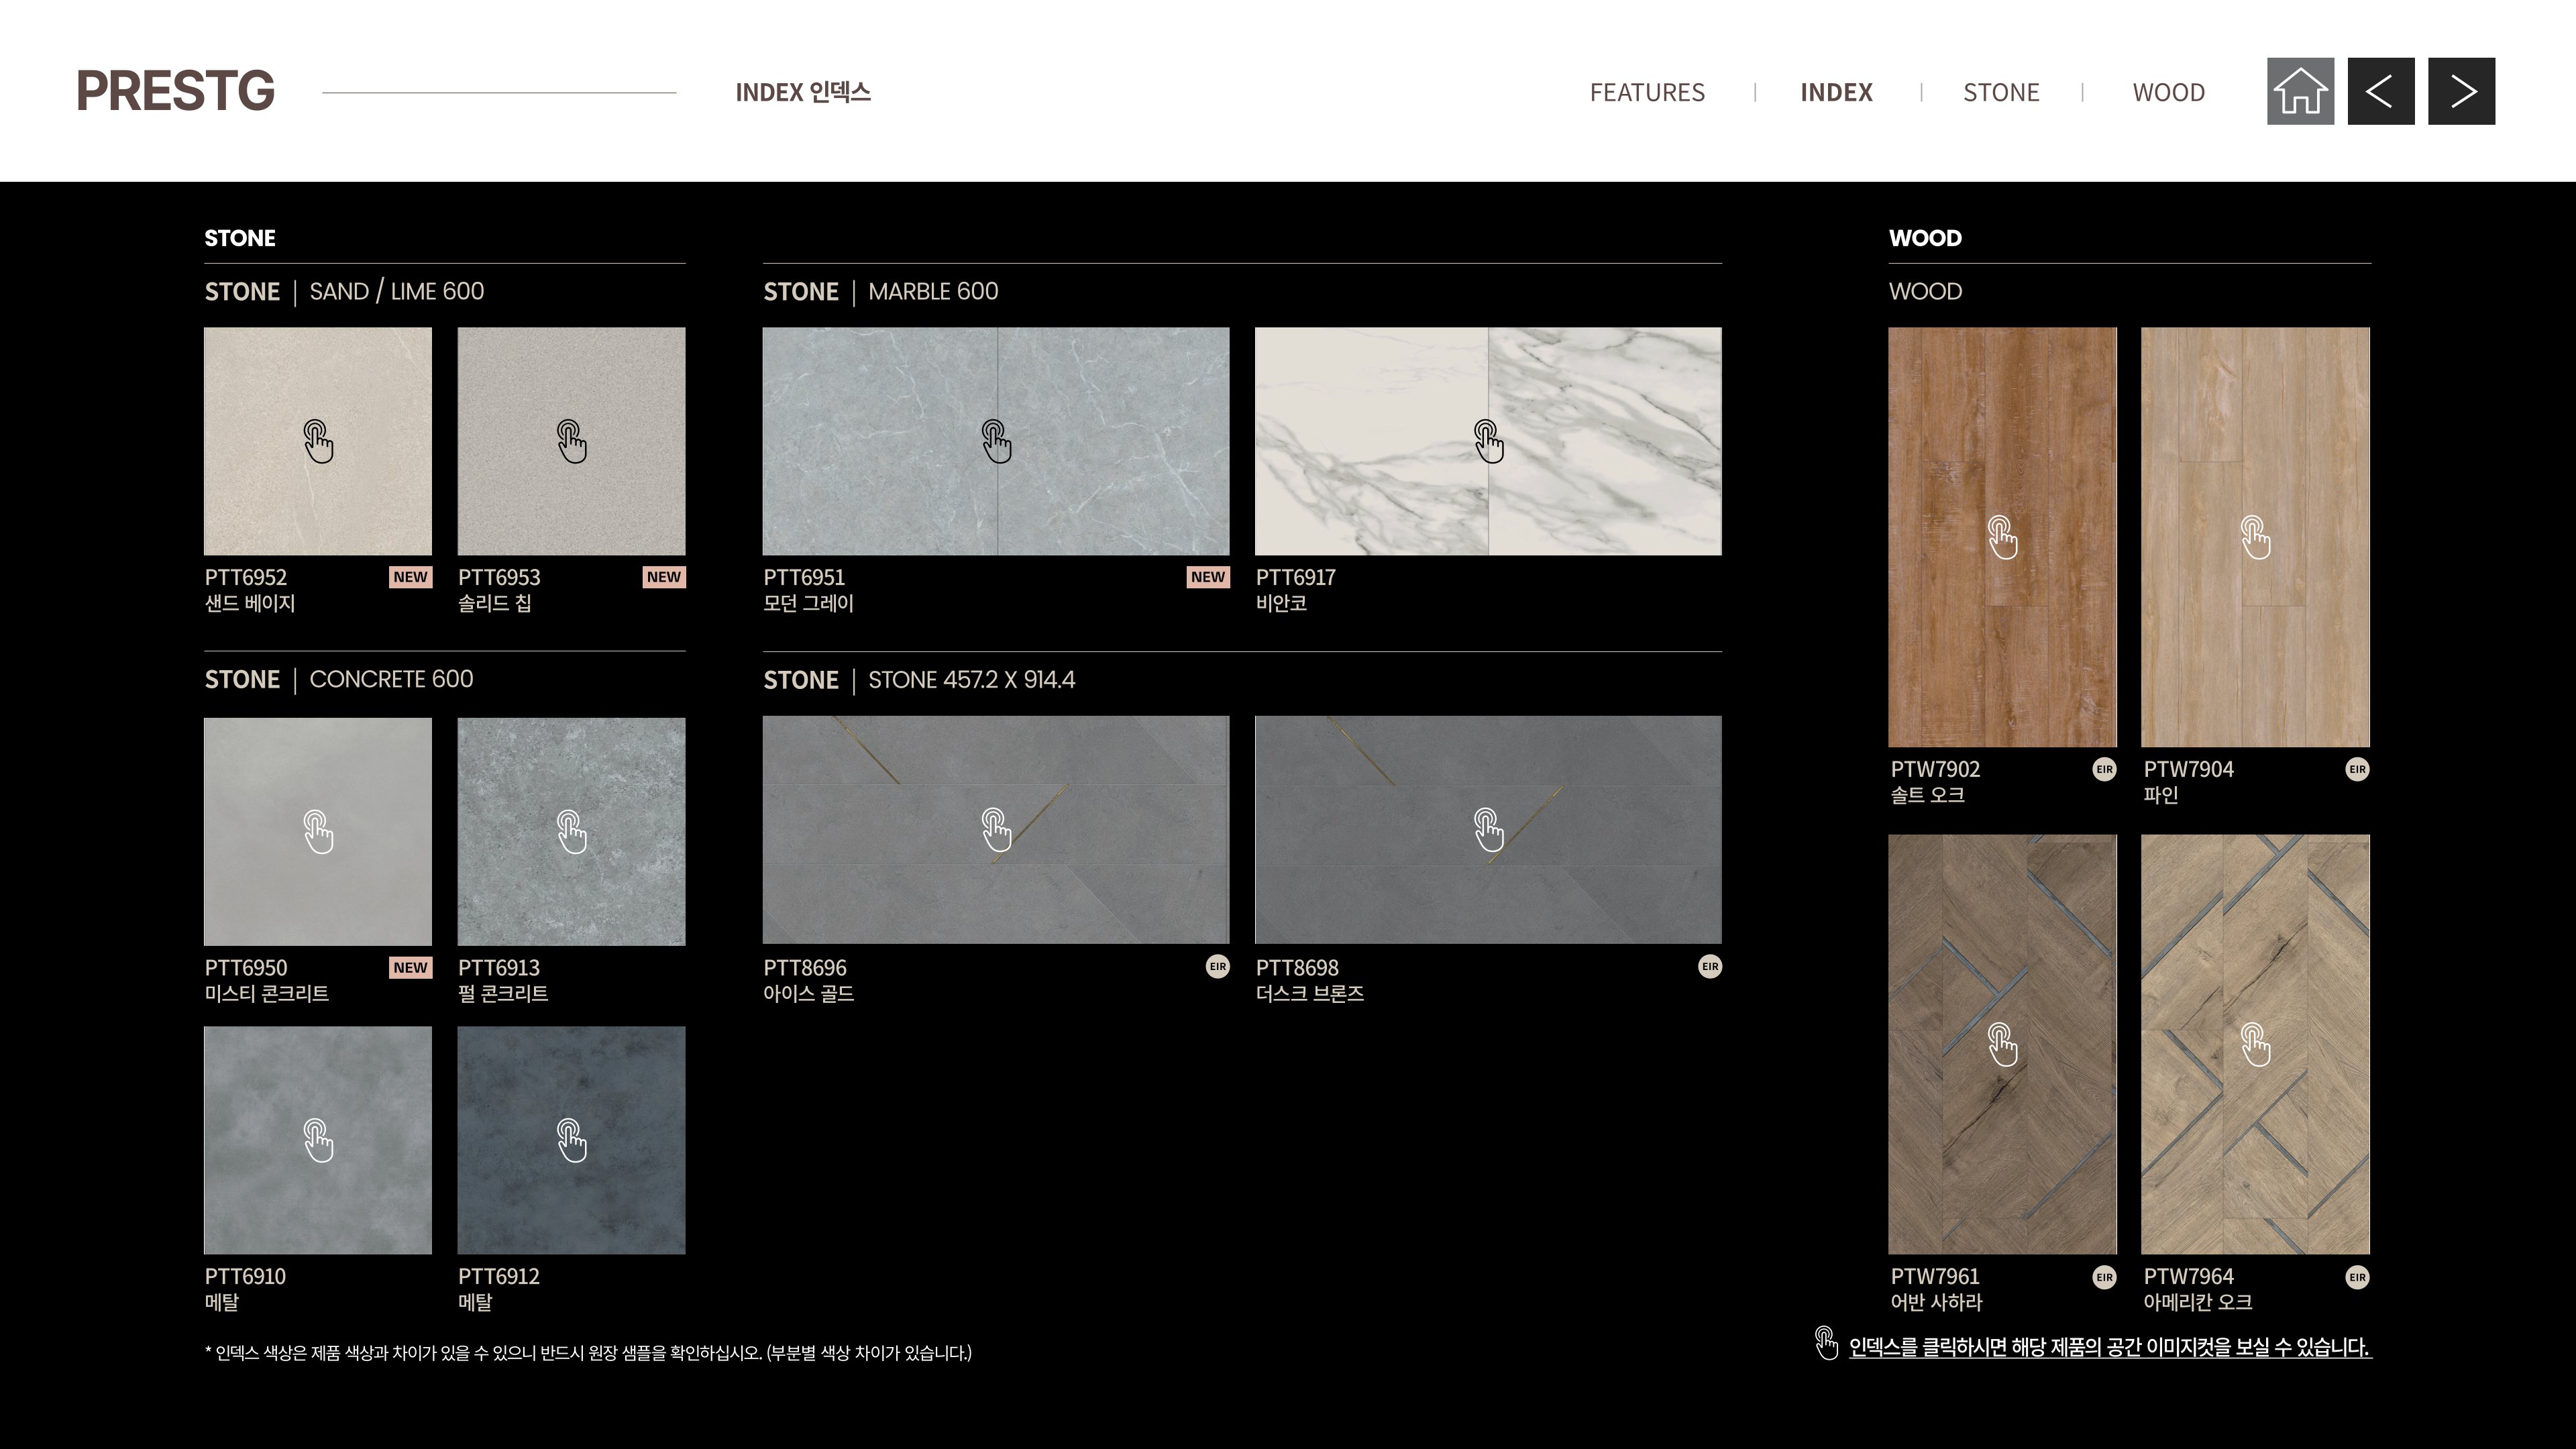 PRESTG
INDEX 인덱스
FEATURES | INDEX | STONE | WOOD
STONE
STONE | SAND / LIME 600
PTT6952 NEW
샌드 베이지
PTT6953 NEW
솔리드 칩
STONE | CONCRETE 600
PTT6950 NEW
미스티 콘크리트
PTT6913
펄 콘크리트
PTT6910
메탈
PTT6912
메탈
STONE | MARBLE 600
PTT6951 NEW
모던 그레이
PTT6917
비안코
STONE | STONE 457.2 X 914.4
PTT8696 EIR
아이스 골드
PTT8698 EIR
더스크 브론즈
WOOD
WOOD
PTW7902 EIR
솔트 오크
PTW7904 EIR
파인
PTW7961 EIR
어반 사하라
PTW7964 EIR
아메리칸 오크
* 인덱스 색상은 제품 색상과 차이가 있을 수 있으니 반드시 원장 샘플을 확인하십시오. (부분별 색상 차이가 있습니다.)
인덱스를 클릭하시면 해당 제품의 공간 이미지컷을 보실 수 있습니다.